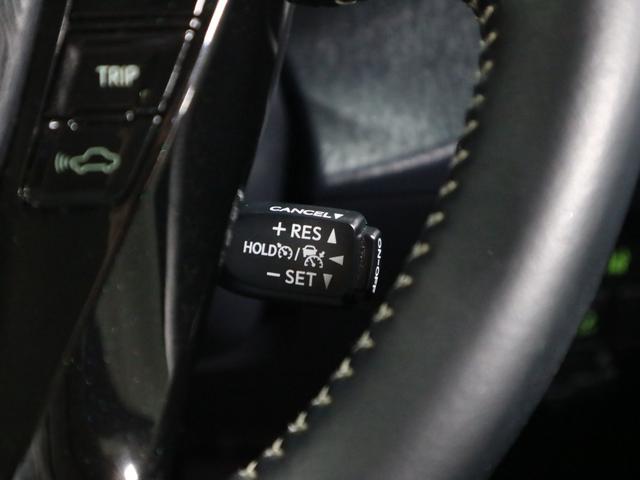 TRIP
CANCEL▼
+ RES ▲
HOLD / ◄
− SET ▼
ON-OFF